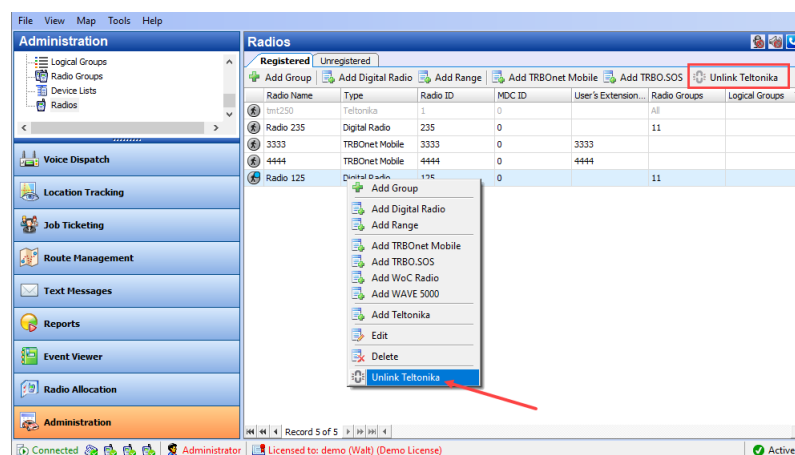 File View Map Tools Help
Administration
Radios
Logical Groups
Radio Groups
Device Lists
Radios
Registered Unregistered
Add Group Add Digital Radio Add Range Add TRBOnet Mobile Add TRBO.SOS Unlink Teltonika
Radio Name Type Radio ID MDC ID User's Extension... Radio Groups Logical Groups
tmt250 Teltonika 1 0 All
Radio 235 Digital Radio 235 0 11
3333 TRBOnet Mobile 3333 0 3333
4444 TRBOnet Mobile 4444 0 4444
Radio 125 Digital Radio 125 0 11
Add Group
Add Digital Radio
Add Range
Add TRBOnet Mobile
Add TRBO.SOS
Add WoC Radio
Add WAVE 5000
Add Teltonika
Edit
Delete
Unlink Teltonika
Voice Dispatch
Location Tracking
Job Ticketing
Route Management
Text Messages
Reports
Event Viewer
Radio Allocation
Administration
Record 5 of 5
Connected Administrator Licensed to: demo (Walt) (Demo License) Active